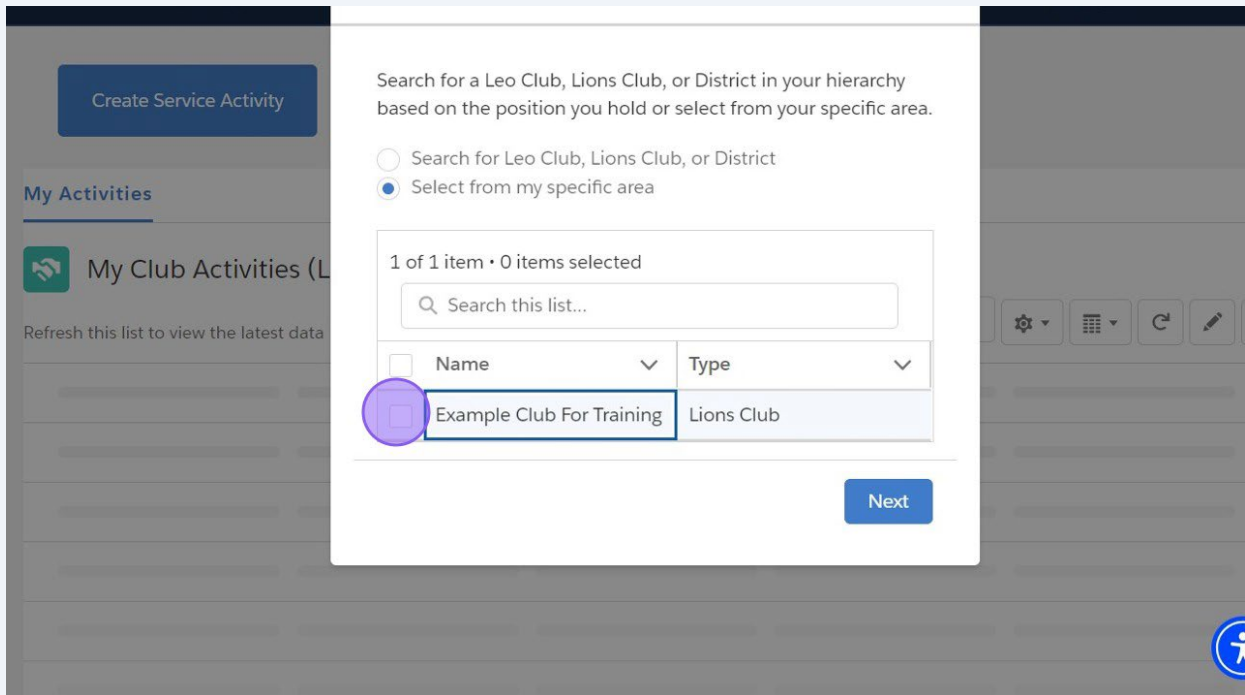 Search for a Leo Club, Lions Club, or District in your hierarchy
based on the position you hold or select from your specific area.
Create Service Activity
Search for Leo Club, Lions Club, or District
Select from my specific area
My Activities
1 of 1 item • 0 items selected
My Club Activities (L
Search this list...
Refresh this list to view the latest data
Name Type
Example Club For Training Lions Club
Next